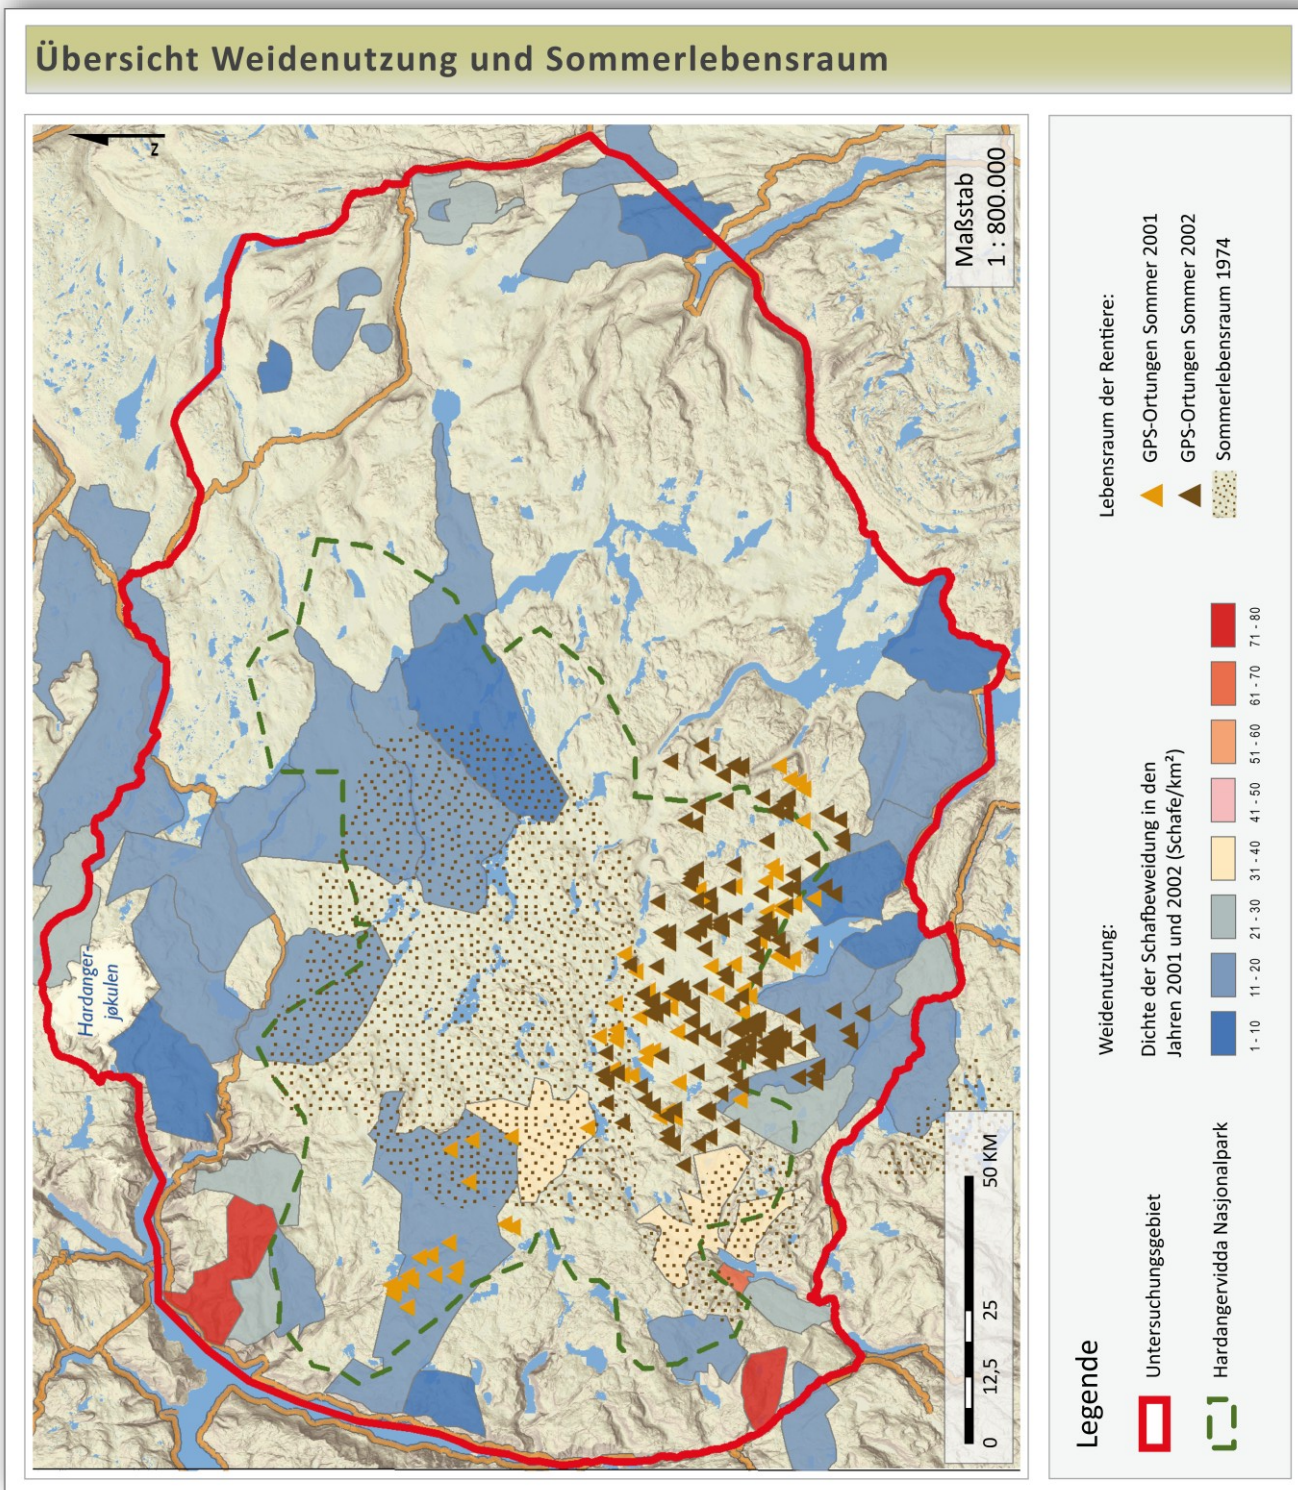 Übersicht Weidenutzung und Sommerlebensraum
Hardanger-
jøkulen
N
Maßstab
1 : 800.000
0 12,5 25 50 KM
Legende
Untersuchungsgebiet
Hardangervidda Nasjonalpark
Weidenutzung:
Dichte der Schafbeweidung in den
Jahren 2001 und 2002 (Schafe/km²)
1 - 10
11 - 20
21 - 30
31 - 40
41 - 50
51 - 60
61 - 70
71 - 80
Lebensraum der Rentiere:
GPS-Ortungen Sommer 2001
GPS-Ortungen Sommer 2002
Sommerlebensraum 1974